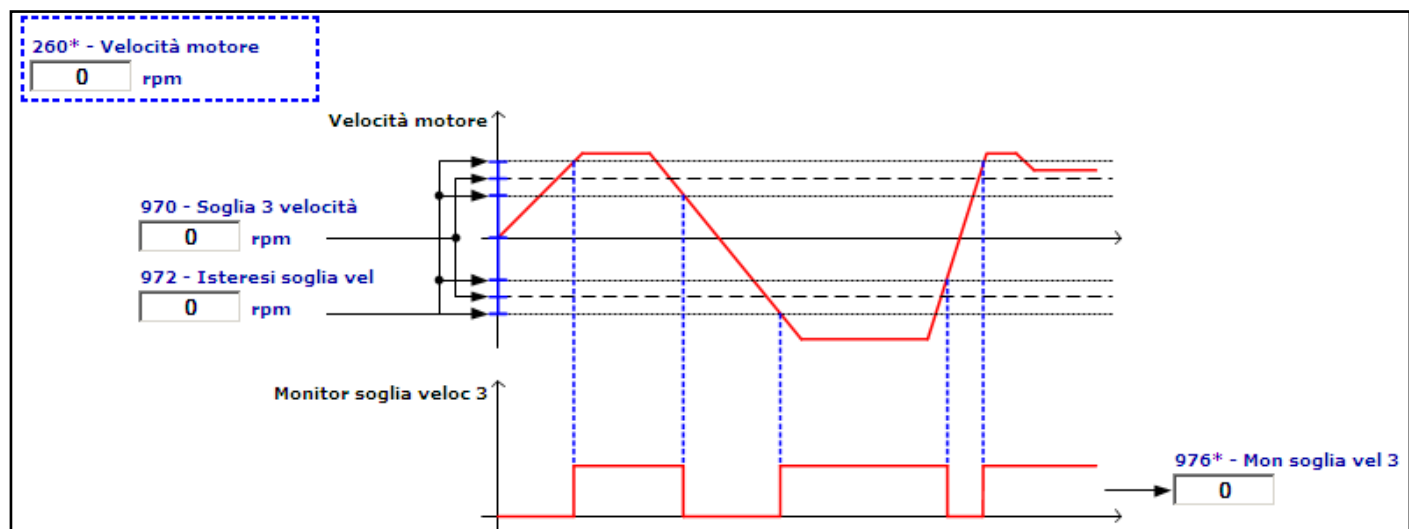 260* - Velocità motore
0 rpm
Velocità motore
970 - Soglia 3 velocità
0 rpm
972 - Isteresi soglia vel
0 rpm
Monitor soglia veloc 3
976* - Mon soglia vel 3
0